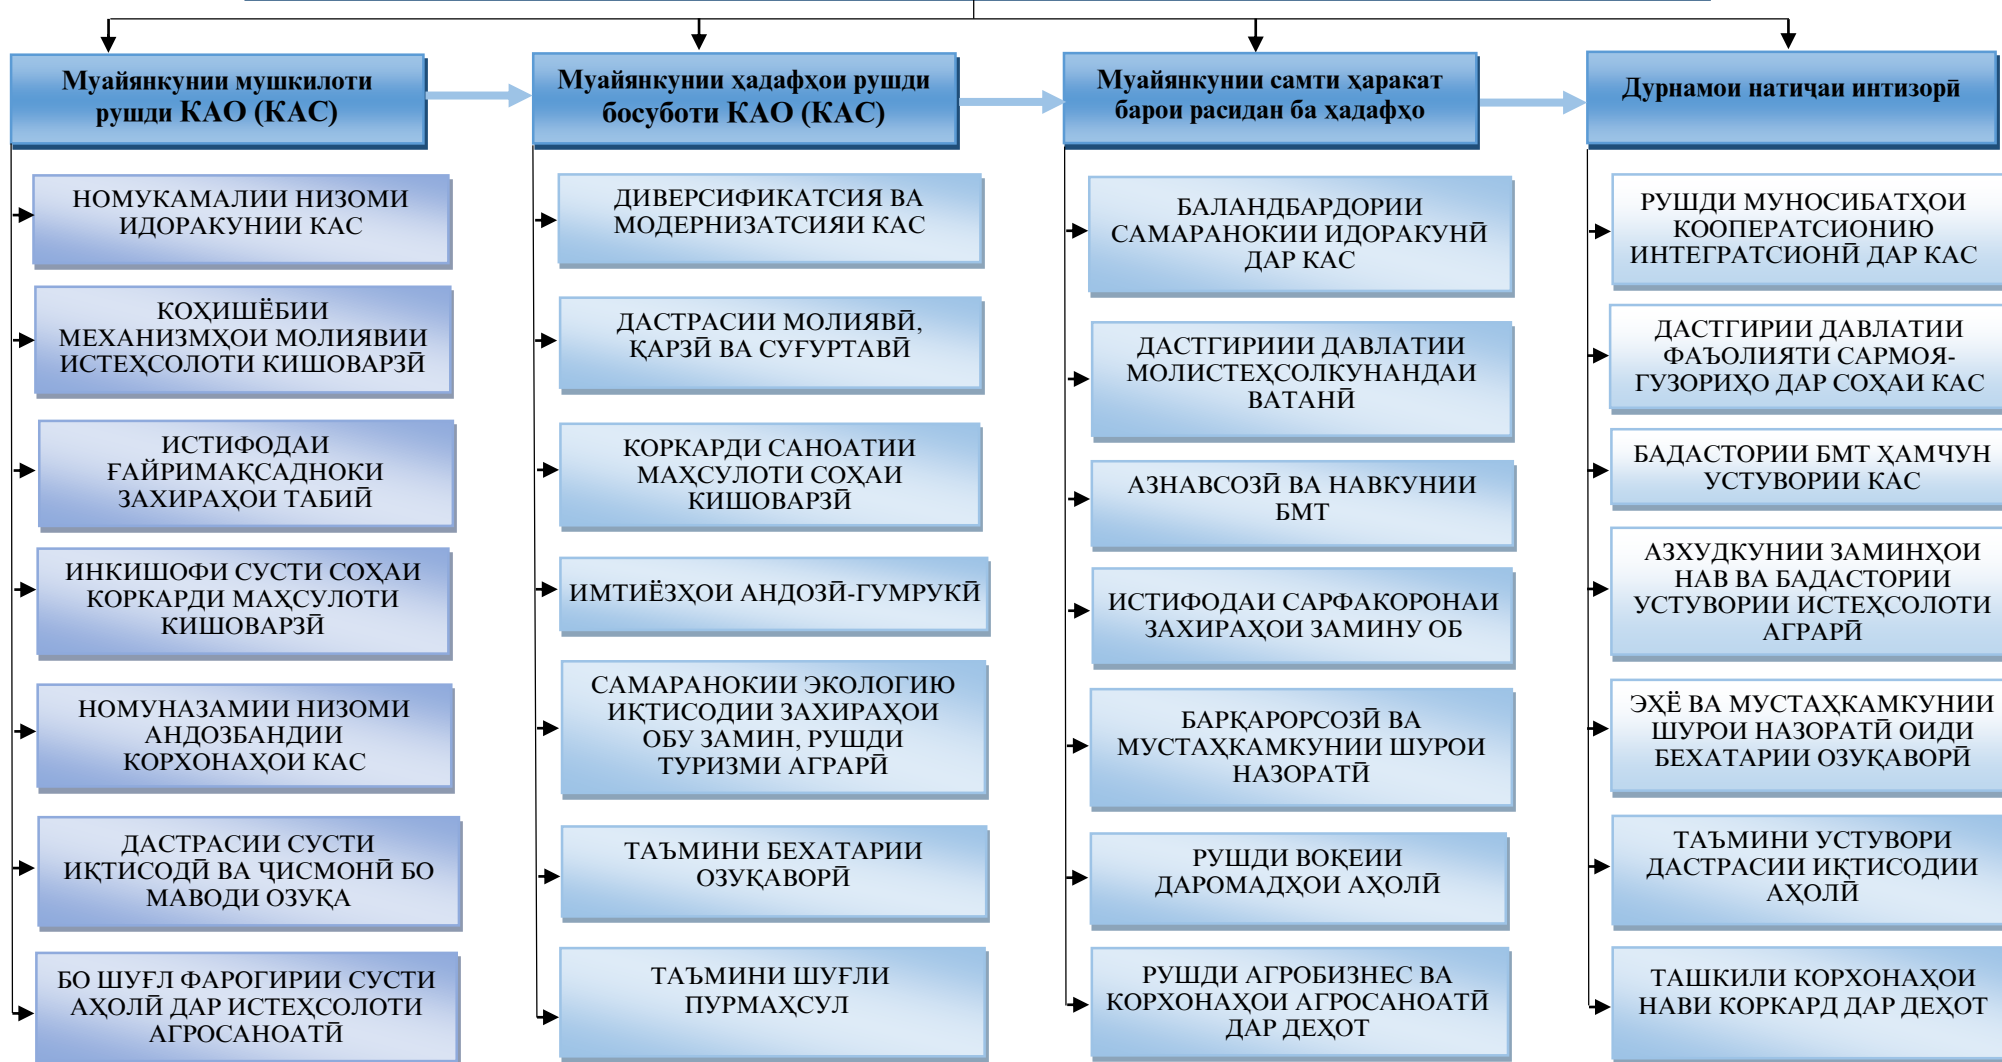 Муайянкунии мушкилоти
рушди КАО (КАС)
НОМУКАМАЛИИ НИЗОМИ
ИДОРАКУНИИ КАС
КОҲИШЁБИИ
МЕХАНИЗМҲОИ МОЛИЯВИИ
ИСТЕҲСОЛОТИ КИШОВАРЗӢ
ИСТИФОДАИ
ҒАЙРИМАҚСАДНОКИ
ЗАХИРАҲОИ ТАБИӢ
ИНКИШОФИ СУСТИ СОҲАИ
КОРКАРДИ МАҲСУЛОТИ
КИШОВАРЗӢ
НОМУНАЗАМИИ НИЗОМИ
АНДОЗБАНДИИ
КОРХОНАҲОИ КАС
ДАСТРАСИИ СУСТИ
ИҚТИСОДӢ ВА ҶИСМОНӢ БО
МАВОДИ ОЗУҚА
БО ШУҒЛ ФАРОГИРИИ СУСТИ
АҲОЛӢ ДАР ИСТЕҲСОЛОТИ
АГРОСАНОАТӢ
Муайянкунии ҳадафҳои рушди
босуботи КАО (КАС)
ДИВЕРСИФИКАТСИЯ ВА
МОДЕРНИЗАТСИЯИ КАС
ДАСТРАСИИ МОЛИЯВӢ,
ҚАРЗӢ ВА СУҒУРТАВӢ
КОРКАРДИ САНОАТИИ
МАҲСУЛОТИ СОҲАИ
КИШОВАРЗӢ
ИМТИЁЗҲОИ АНДОЗӢ-ГУМРУКӢ
САМАРАНОКИИ ЭКОЛОГИЮ
ИҚТИСОДИИ ЗАХИРАҲОИ
ОБУ ЗАМИН, РУШДИ
ТУРИЗМИ АГРАРӢ
ТАЪМИНИ БЕХАТАРИИ
ОЗУҚАВОРӢ
ТАЪМИНИ ШУҒЛИ
ПУРМАҲСУЛ
Муайянкунии самти ҳаракат
барои расидан ба ҳадафҳо
БАЛАНДБАРДОРИИ
САМАРАНОКИИ ИДОРАКУНӢ
ДАР КАС
ДАСТГИРИИИ ДАВЛАТИИ
МОЛИСТЕҲСОЛКУНАНДАИ
ВАТАНӢ
АЗНАВСОЗӢ ВА НАВКУНИИ
БМТ
ИСТИФОДАИ САРФАКОРОНАИ
ЗАХИРАҲОИ ЗАМИНУ ОБ
БАРҚАРОРСОЗӢ ВА
МУСТАҲКАМКУНИИ ШУРОИ
НАЗОРАТӢ
РУШДИ ВОҚЕИИ
ДАРОМАДҲОИ АҲОЛӢ
РУШДИ АГРОБИЗНЕС ВА
КОРХОНАҲОИ АГРОСАНОАТӢ
ДАР ДЕҲОТ
Дурнамои натиҷаи интизорӣ
РУШДИ МУНОСИБАТҲОИ
КООПЕРАТСИОНИЮ
ИНТЕГРАТСИОНӢ ДАР КАС
ДАСТГИРИИ ДАВЛАТИИ
ФАЪОЛИЯТИ САРМОЯ-
ГУЗОРИҲО ДАР СОҲАИ КАС
БАДАСТОРИИ БМТ ҲАМЧУН
УСТУВОРИИ КАС
АЗХУДКУНИИ ЗАМИНҲОИ
НАВ ВА БАДАСТОРИИ
УСТУВОРИИ ИСТЕҲСОЛОТИ
АГРАРӢ
ЭҲЁ ВА МУСТАҲКАМКУНИИ
ШУРОИ НАЗОРАТӢ ОИДИ
БЕХАТАРИИ ОЗУҚАВОРӢ
ТАЪМИНИ УСТУВОРИ
ДАСТРАСИИ ИҚТИСОДИИ
АҲОЛӢ
ТАШКИЛИ КОРХОНАҲОИ
НАВИ КОРКАРД ДАР ДЕҲОТ